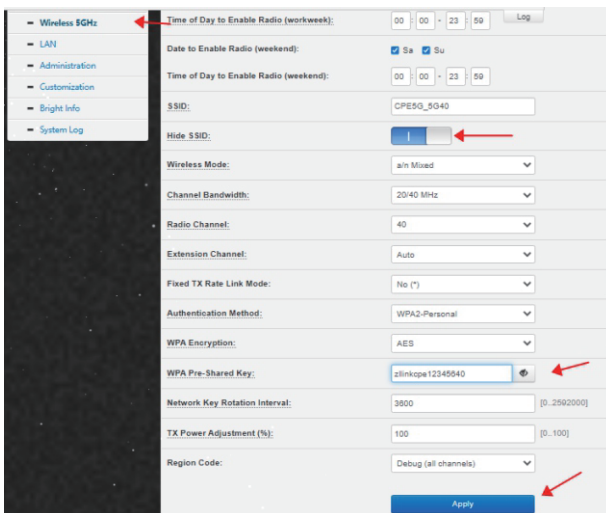 Wireless 5GHz
LAN
Administration
Customization
Bright Info
System Log
Time of Day to Enable Radio (workweek): 00 : 00 - 23 : 59 Log
Date to Enable Radio (weekend): Sa Su
Time of Day to Enable Radio (weekend): 00 : 00 - 23 : 59
SSID: CPE5G_5G40
Hide SSID:
Wireless Mode: a/n Mixed
Channel Bandwidth: 20/40 MHz
Radio Channel: 40
Extension Channel: Auto
Fixed TX Rate Link Mode: No (*)
Authentication Method: WPA2-Personal
WPA Encryption: AES
WPA Pre-Shared Key: zllinkcpe12345640
Network Key Rotation Interval: 3600 [0..2592000]
TX Power Adjustment (%): 100 [0..100]
Region Code: Debug (all channels)
Apply